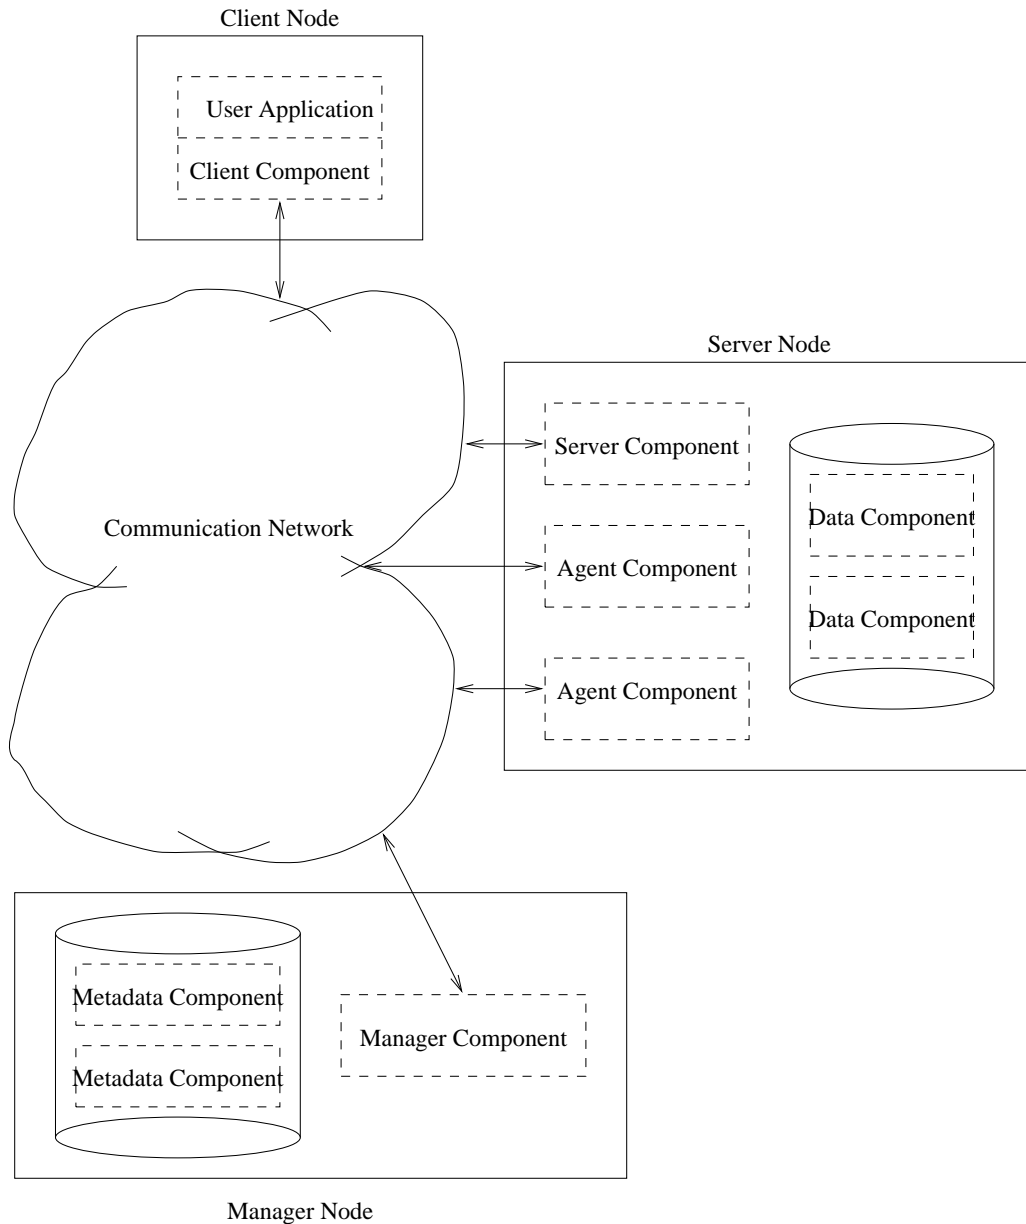 Client Node
User Application
Client Component
Server Node
Server Component
Data Component
Communication Network
Agent Component
Data Component
Agent Component
Metadata Component
Manager Component
Metadata Component
Manager Node